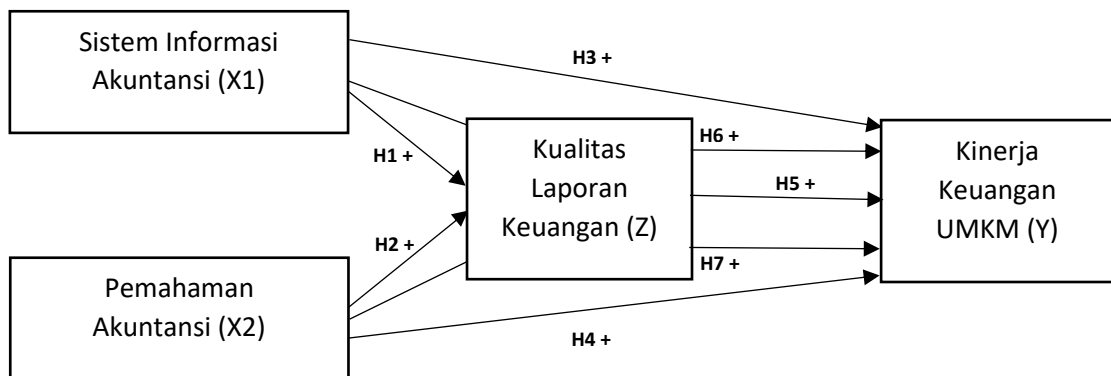 Sistem Informasi
Akuntansi (X1)
H3 +
H1 +
Kualitas
Laporan
Keuangan (Z)
H6 +
H5 +
H7 +
Kinerja
Keuangan
UMKM (Y)
H2 +
Pemahaman
Akuntansi (X2)
H4 +